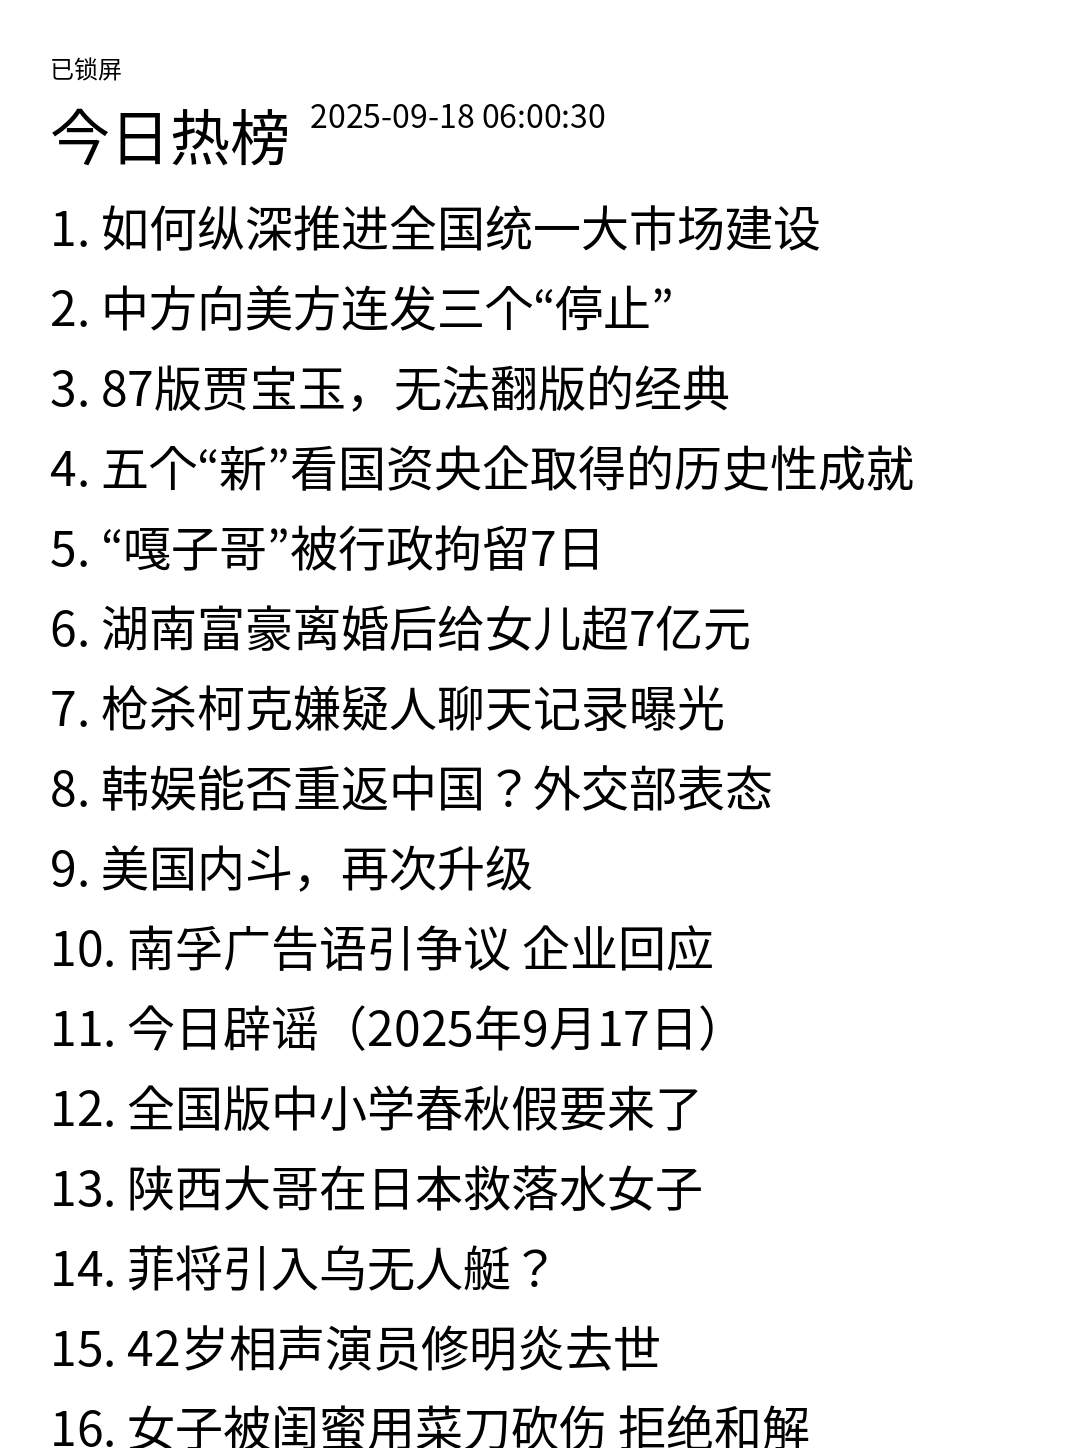 已锁屏
今日热榜 2025-09-18 06:00:30
1. 如何纵深推进全国统一大市场建设
2. 中方向美方连发三个“停止”
3. 87版贾宝玉，无法翻版的经典
4. 五个“新”看国资央企取得的历史性成就
5. “嘎子哥”被行政拘留7日
6. 湖南富豪离婚后给女儿超7亿元
7. 枪杀柯克嫌疑人聊天记录曝光
8. 韩娱能否重返中国？外交部表态
9. 美国内斗，再次升级
10. 南孚广告语引争议 企业回应
11. 今日辟谣（2025年9月17日）
12. 全国版中小学春秋假要来了
13. 陕西大哥在日本救落水女子
14. 菲将引入乌无人艇？
15. 42岁相声演员修明炎去世
16. 女子被闺蜜用菜刀砍伤 拒绝和解